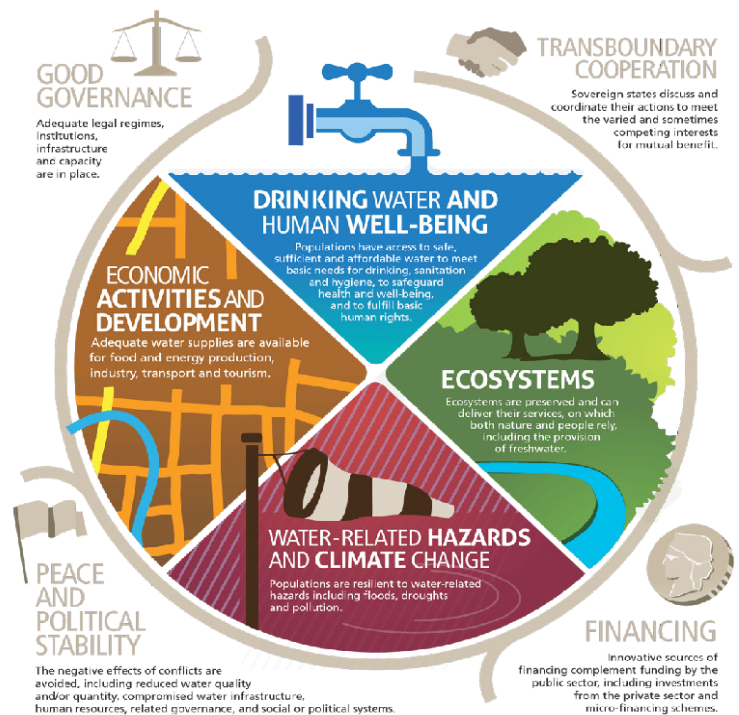 GOOD
GOVERNANCE
Adequate legal regimes,
institutions,
infrastructure
and capacity
are in place.
TRANSBOUNDARY
COOPERATION
Sovereign states discuss and
coordinate their actions to meet
the varied and sometimes
competing interests
for mutual benefit.
DRINKING WATER AND
HUMAN WELL-BEING
Populations have access to safe,
sufficient and affordable water to meet
basic needs for drinking, sanitation
and hygiene, to safeguard
health and well-being,
and to fulfill basic
human rights.
ECONOMIC
ACTIVITIES AND
DEVELOPMENT
Adequate water supplies are available
for food and energy production,
industry, transport and tourism.
ECOSYSTEMS
Ecosystems are preserved and can
deliver their services, on which
both nature and people rely,
including the provision
of freshwater.
WATER-RELATED HAZARDS
AND CLIMATE CHANGE
Populations are resilient to water-related
hazards including floods, droughts
and pollution.
PEACE
AND
POLITICAL
STABILITY
The negative effects of conflicts are
avoided, including reduced water quality
and/or quantity, compromised water infrastructure,
human resources, related governance, and social or political systems.
FINANCING
Innovative sources of
financing complement funding by the
public sector, including investments
from the private sector and
micro-financing schemes.